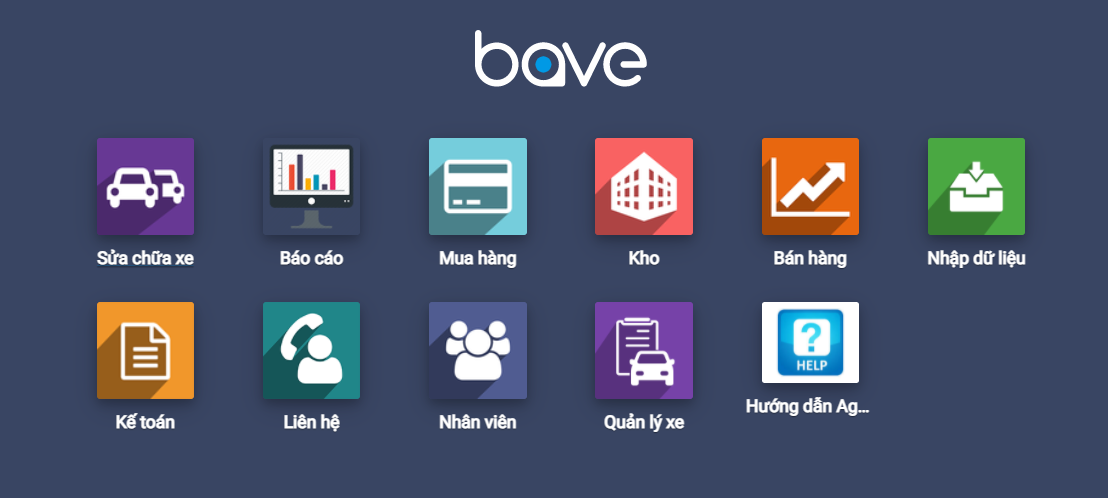 bave
Sửa chữa xe
Báo cáo
Mua hàng
Kho
Bán hàng
Nhập dữ liệu
Kế toán
Liên hệ
Nhân viên
Quản lý xe
?
HELP
Hướng dẫn Ag...